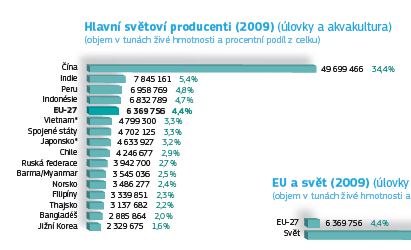 Hlavní světoví producenti (2009) (úlovky a akvakultura)
(objem v tunách živé hmotnosti a procentní podíl z celku)
Čína 49 699 466 34,4%
Indie 7 845 161 5,4%
Peru 6 958 769 4,8%
Indonésie 6 832 789 4,7%
EU-27 6 369 756 4,4%
Vietnam* 4 799 300 3,3%
Spojené státy 4 702 125 3,3%
Japonsko* 4 633 927 3,2%
Chile 4 246 677 2,9%
Ruská federace 3 942 700 2,7%
Barma/Myanmar 3 545 036 2,5%
Norsko 3 486 277 2,4%
Filipíny 3 339 851 2,3%
Thajsko 3 137 682 2,2%
Bangladéš 2 885 864 2,0%
Jižní Korea 2 329 675 1,6%
EU a svět (2009) (úlovky
(objem v tunách živé hmotnosti a
EU-27 6 369 756 4,4%
Svět